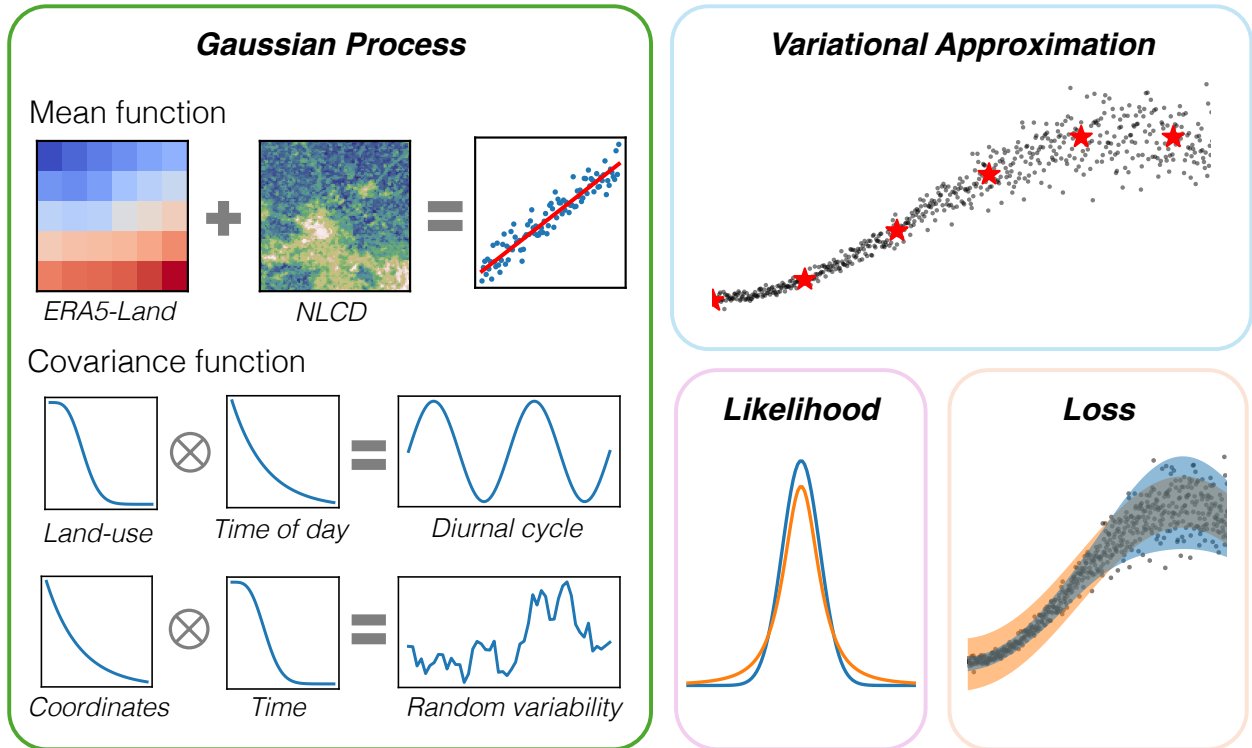 Gaussian Process
Mean function
ERA5-Land
NLCD
Covariance function
Land-use
Time of day
Diurnal cycle
Coordinates
Time
Random variability
Variational Approximation
Likelihood
Loss